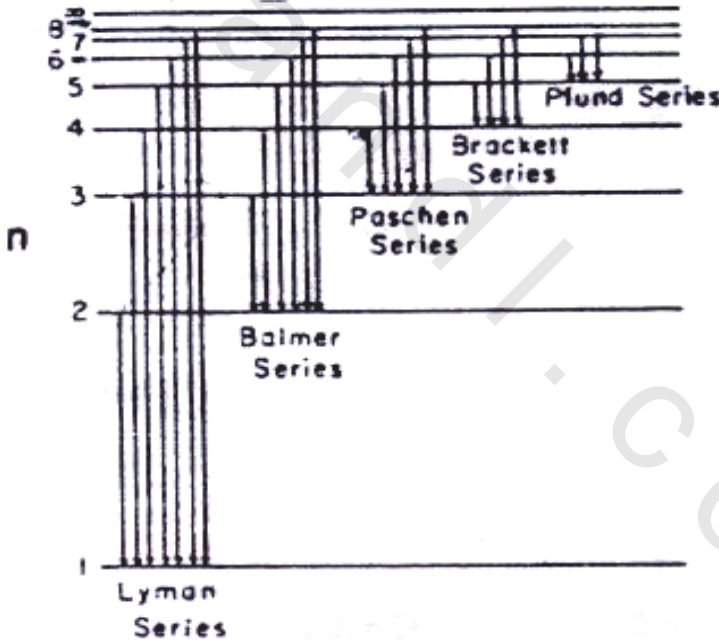 ∞
8
7
6
5
4
3
n
2
1
Pfund Series
Brackett
Series
Paschen
Series
Balmer
Series
Lyman
Series